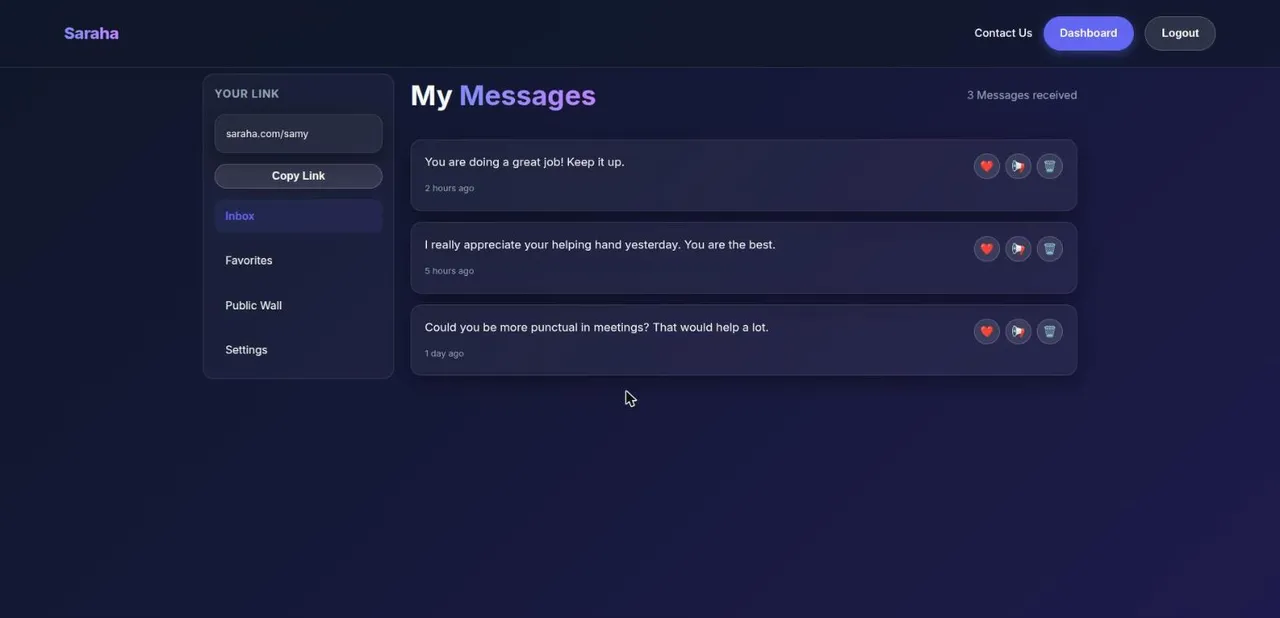 Saraha
Contact Us
Dashboard
Logout
YOUR LINK
saraha.com/samy
Copy Link
Inbox
Favorites
Public Wall
Settings
My Messages
3 Messages received
You are doing a great job! Keep it up.
2 hours ago
I really appreciate your helping hand yesterday. You are the best.
5 hours ago
Could you be more punctual in meetings? That would help a lot.
1 day ago